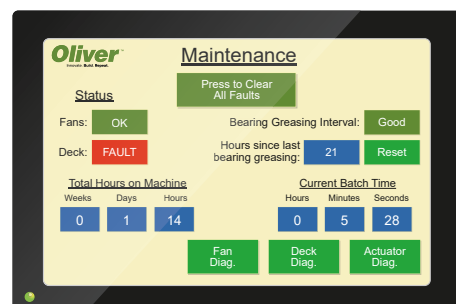 Oliver
Innovate. Build. Repeat.
Maintenance
Press to Clear
All Faults
Status
Fans: OK
Bearing Greasing Interval: Good
Deck: FAULT
Hours since last
bearing greasing: 21 Reset
Total Hours on Machine
Current Batch Time
Weeks Days Hours
Hours Minutes Seconds
0 1 14
0 5 28
Fan
Diag.
Deck
Diag.
Actuator
Diag.